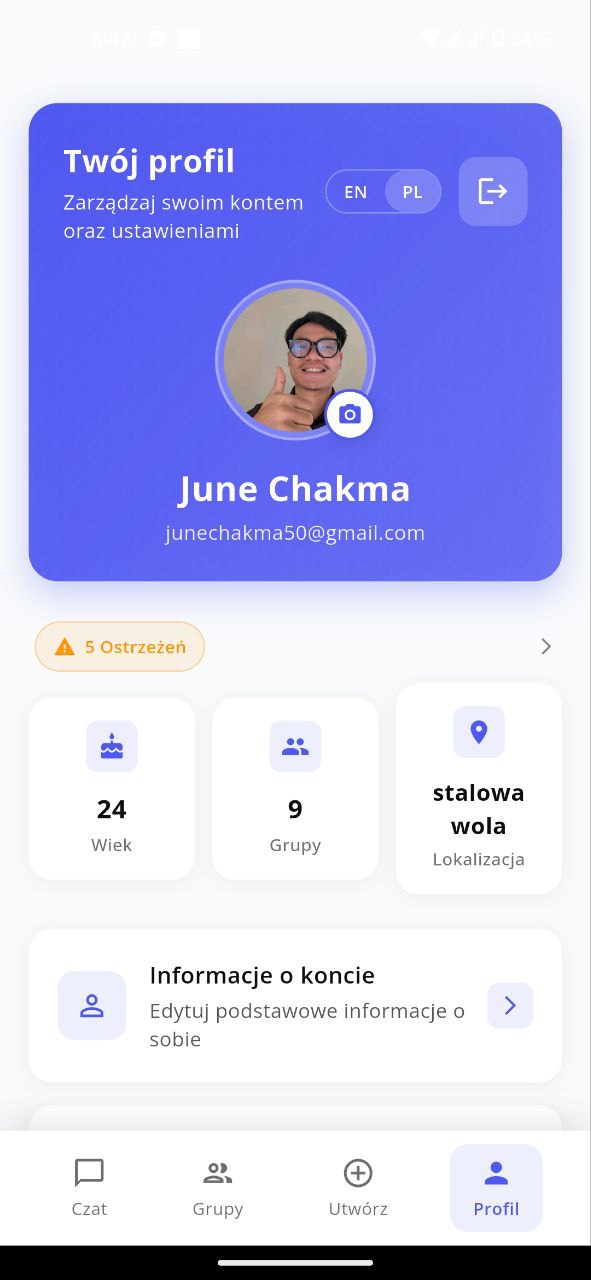 6:42
34%
Twój profil
Zarządzaj swoim kontem
oraz ustawieniami
EN
PL
June Chakma
junechakma50@gmail.com
5 Ostrzeżeń
24
Wiek
9
Grupy
stalowa
wola
Lokalizacja
Informacje o koncie
Edytuj podstawowe informacje o
sobie
Czat
Grupy
Utwórz
Profil